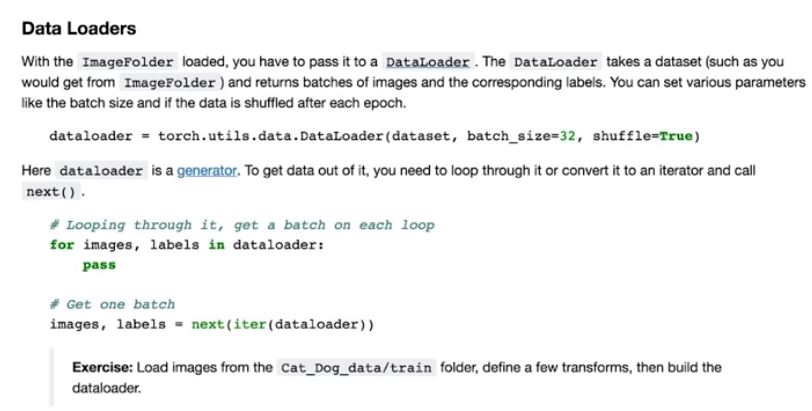 Data Loaders
With the ImageFolder loaded, you have to pass it to a DataLoader . The DataLoader takes a dataset (such as you
would get from ImageFolder ) and returns batches of images and the corresponding labels. You can set various parameters
like the batch size and if the data is shuffled after each epoch.
dataloader = torch.utils.data.DataLoader(dataset, batch_size=32, shuffle=True)
Here dataloader is a generator. To get data out of it, you need to loop through it or convert it to an iterator and call
next() .
# Looping through it, get a batch on each loop
for images, labels in dataloader:
    pass
# Get one batch
images, labels = next(iter(dataloader))
Exercise: Load images from the Cat_Dog_data/train folder, define a few transforms, then build the
dataloader.